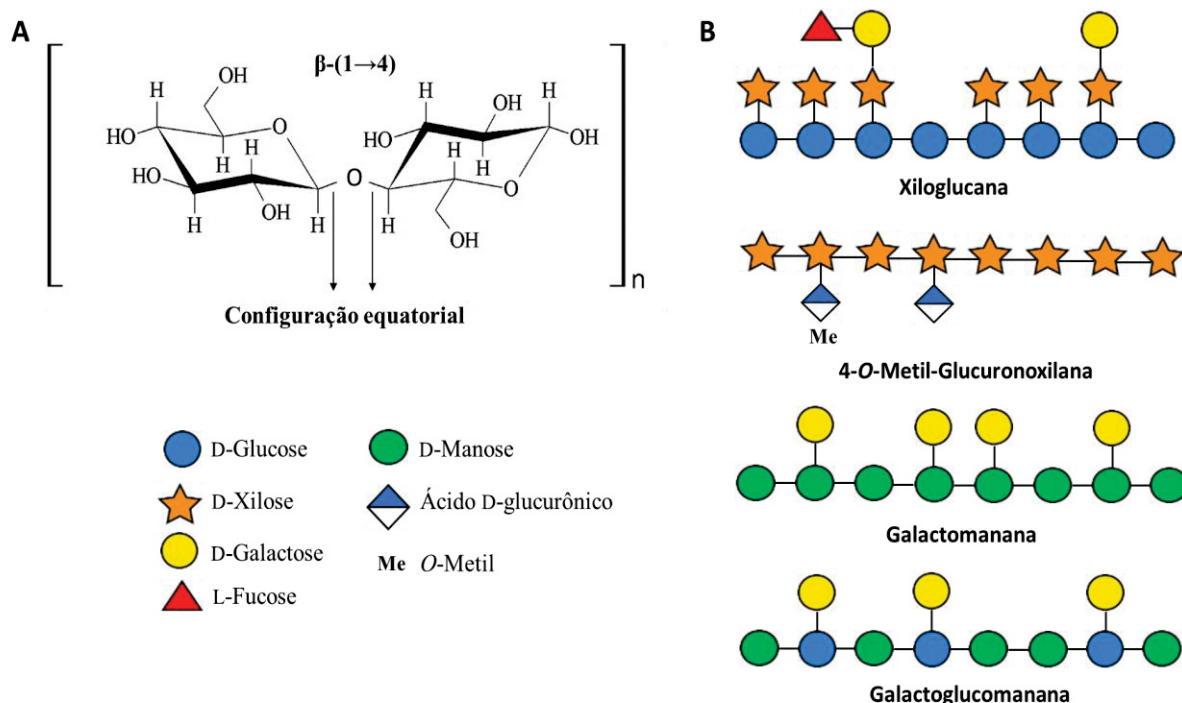 A
β-(1→4)
OH
H
HO
O
H
H
HO
H
OH
H
O
H
H
OH
H
HO
OH
H
O
H
OH
n
Configuração equatorial
D-Glucose
D-Xilose
D-Galactose
L-Fucose
D-Manose
Ácido D-glucurônico
Me O-Metil
B
Xiloglucana
Me
4-O-Metil-Glucuronoxilana
Galactomanana
Galactoglucomanana